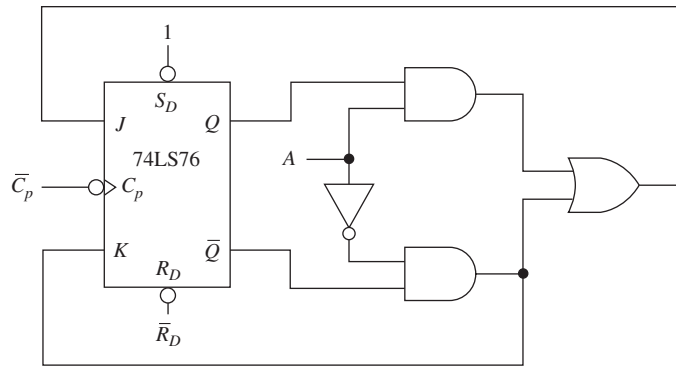 1
S_D
J Q
74LS76
A
C̅_p C_p
K Q̅
R_D
R̅_D